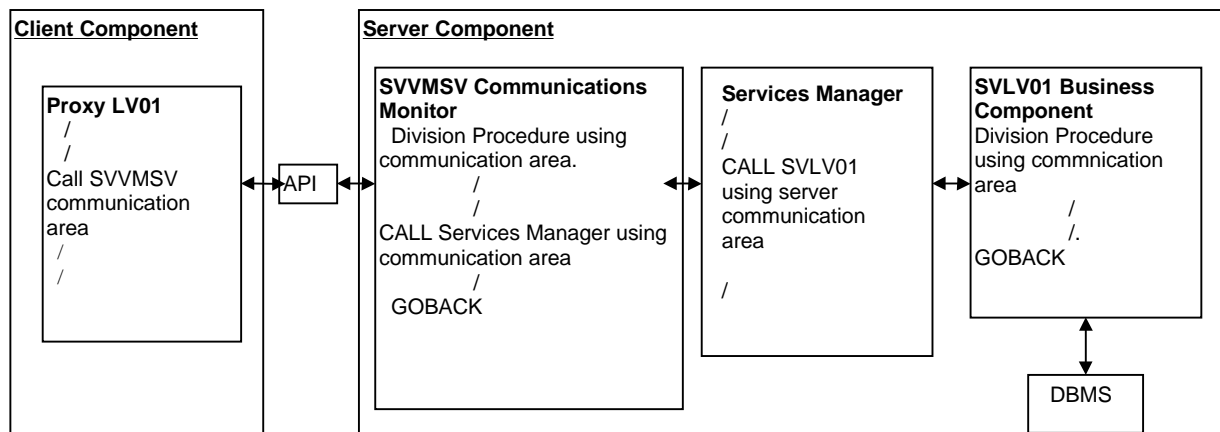 Client Component
Proxy LV01
/
/
Call SVVMSV
communication
area
/
/
API
Server Component
SVVMSV Communications
Monitor
Division Procedure using
communication area.
/
/
CALL Services Manager using
communication area
/
GOBACK
Services Manager
/
/
CALL SVLV01
using server
communication
area
/
SVLV01 Business
Component
Division Procedure
using commnication
area
/
/.
GOBACK
DBMS